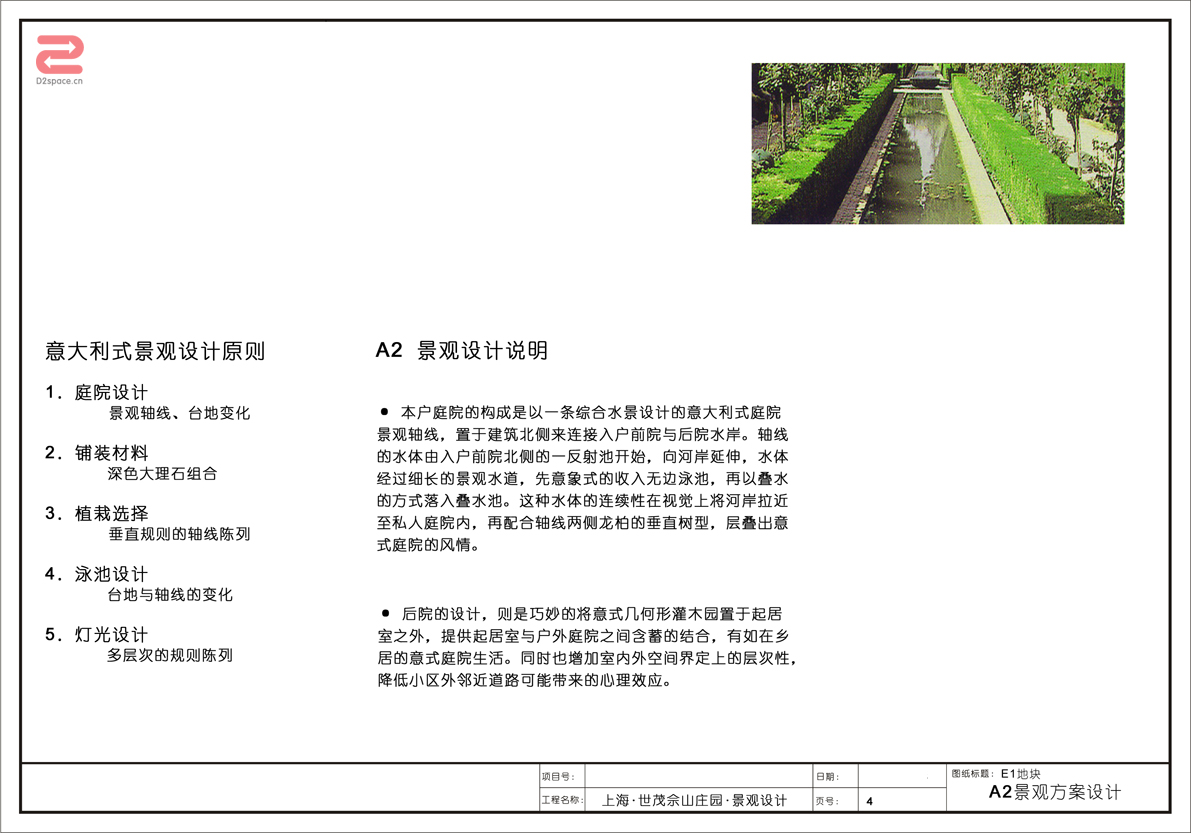 D2space.cn
意大利式景观设计原则
1. 庭院设计
景观轴线、台地变化
2. 铺装材料
深色大理石组合
3. 植栽选择
垂直规则的轴线陈列
4. 泳池设计
台地与轴线的变化
5. 灯光设计
多层次的规则陈列
A2 景观设计说明
● 本户庭院的构成是以一条综合水景设计的意大利式庭院
景观轴线，置于建筑北侧来连接入户前院与后院水岸。轴线
的水体由入户前院北侧的一反射池开始，向河岸延伸，水体
经过细长的景观水道，先意象式的收入无边泳池，再以叠水
的方式落入叠水池。这种水体的连续性在视觉上将河岸拉近
至私人庭院内，再配合轴线两侧龙柏的垂直树型，层叠出意
式庭院的风情。
● 后院的设计，则是巧妙的将意式几何形灌木园置于起居
室之外，提供起居室与户外庭院之间含蓄的结合，有如在乡
居的意式庭院生活。同时也增加室内外空间界定上的层次性，
降低小区外邻近道路可能带来的心理效应。
项目号：
日期：
图纸标题：E1地块
A2景观方案设计
工程名称：
上海·世茂佘山庄园·景观设计
页号：
4